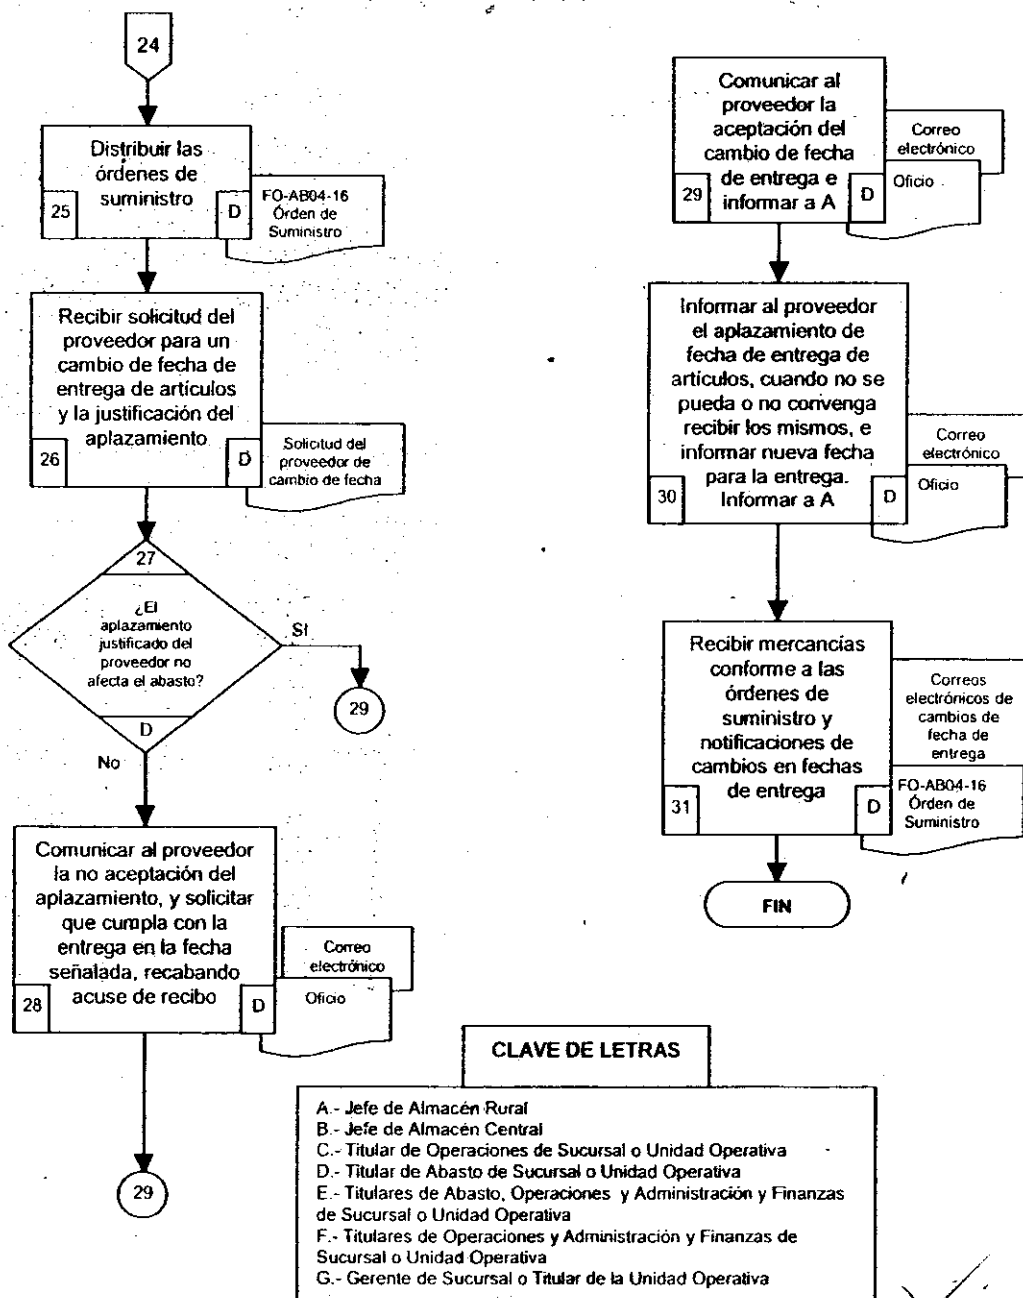 24
Distribuir las
órdenes de
suministro
25
D
FO-AB04-16
Órden de
Suministro
Recibir solicitud del
proveedor para un
cambio de fecha de
entrega de artículos
y la justificación del
aplazamiento
26
D
Solicitud del
proveedor de
cambio de fecha
27
¿El
aplazamiento
justificado del
proveedor no
afecta el abasto?
D
SI
29
No
Comunicar al proveedor
la no aceptación del
aplazamiento, y solicitar
que cumpla con la
entrega en la fecha
señalada, recabando
acuse de recibo
28
D
Correo
electrónico
Oficio
29
Comunicar al
proveedor la
aceptación del
cambio de fecha
de entrega e
informar a A
29
D
Correo
electrónico
Oficio
Informar al proveedor
el aplazamiento de
fecha de entrega de
artículos, cuando no se
pueda o no convenga
recibir los mismos, e
informar nueva fecha
para la entrega.
Informar a A
30
D
Correo
electrónico
Oficio
Recibir mercancías
conforme a las
órdenes de
suministro y
notificaciones de
cambios en fechas
de entrega
31
D
Correos
electrónicos de
cambios de
fecha de
entrega
FO-AB04-16
Órden de
Suministro
FIN
CLAVE DE LETRAS
A.- Jefe de Almacén Rural
B.- Jefe de Almacén Central
C.- Titular de Operaciones de Sucursal o Unidad Operativa
D.- Titular de Abasto de Sucursal o Unidad Operativa
E.- Titulares de Abasto, Operaciones y Administración y Finanzas
de Sucursal o Unidad Operativa
F.- Titulares de Operaciones y Administración y Finanzas de
Sucursal o Unidad Operativa
G.- Gerente de Sucursal o Titular de la Unidad Operativa